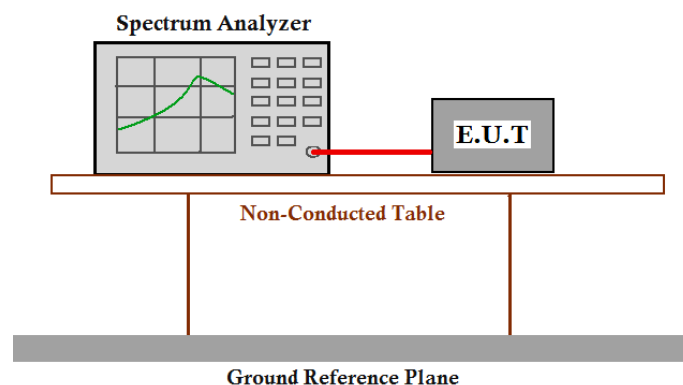 Spectrum Analyzer
E.U.T
Non-Conducted Table
Ground Reference Plane